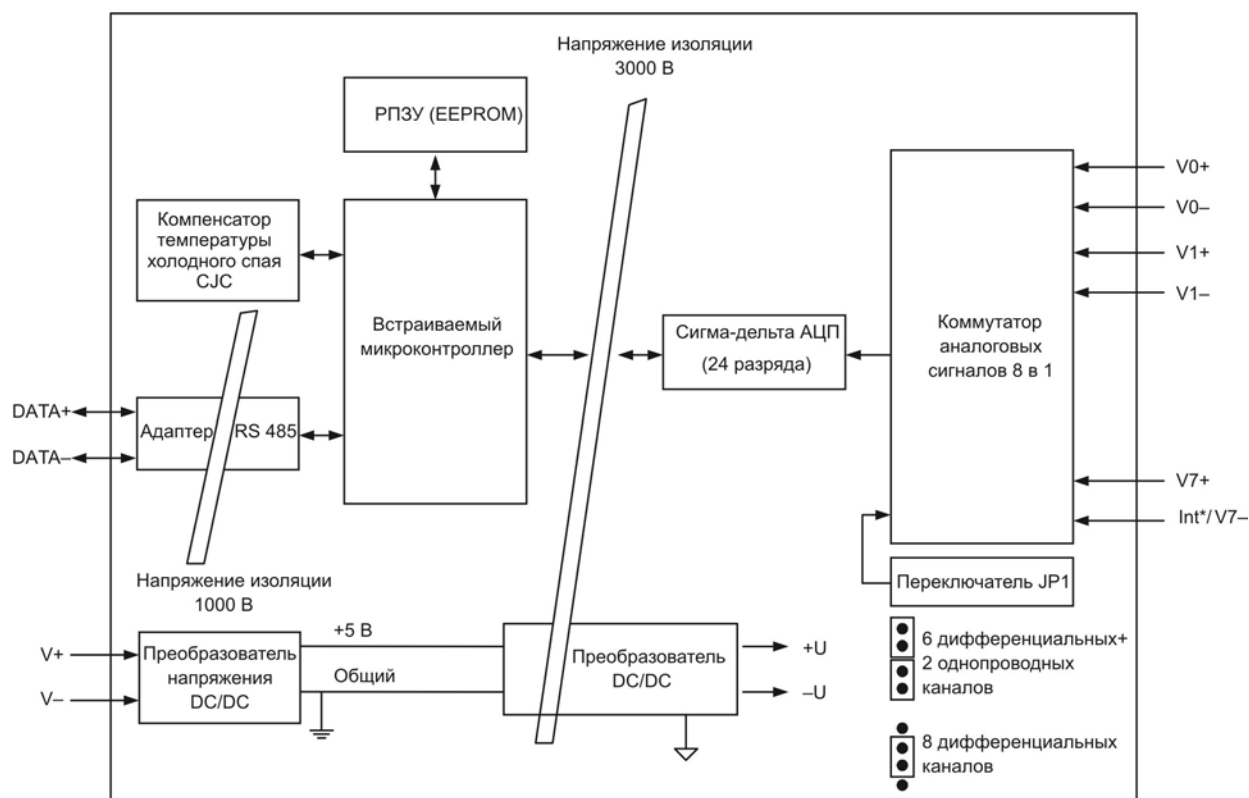 Напряжение изоляции
3000 В
РПЗУ (EEPROM)
Компенсатор
температуры
холодного спая
CJC
Встраиваемый
микроконтроллер
Сигма-дельта АЦП
(24 разряда)
Коммутатор
аналоговых
сигналов 8 в 1
V0+
V0–
V1+
V1–
V7+
Int*/V7–
DATA+
DATA–
Адаптер RS 485
Напряжение изоляции
1000 В
Переключатель JP1
V+
V–
Преобразователь
напряжения
DC/DC
+5 В
Общий
Преобразователь
DC/DC
+U
–U
6 дифференциальных+
2 однопроводных
каналов
8 дифференциальных
каналов